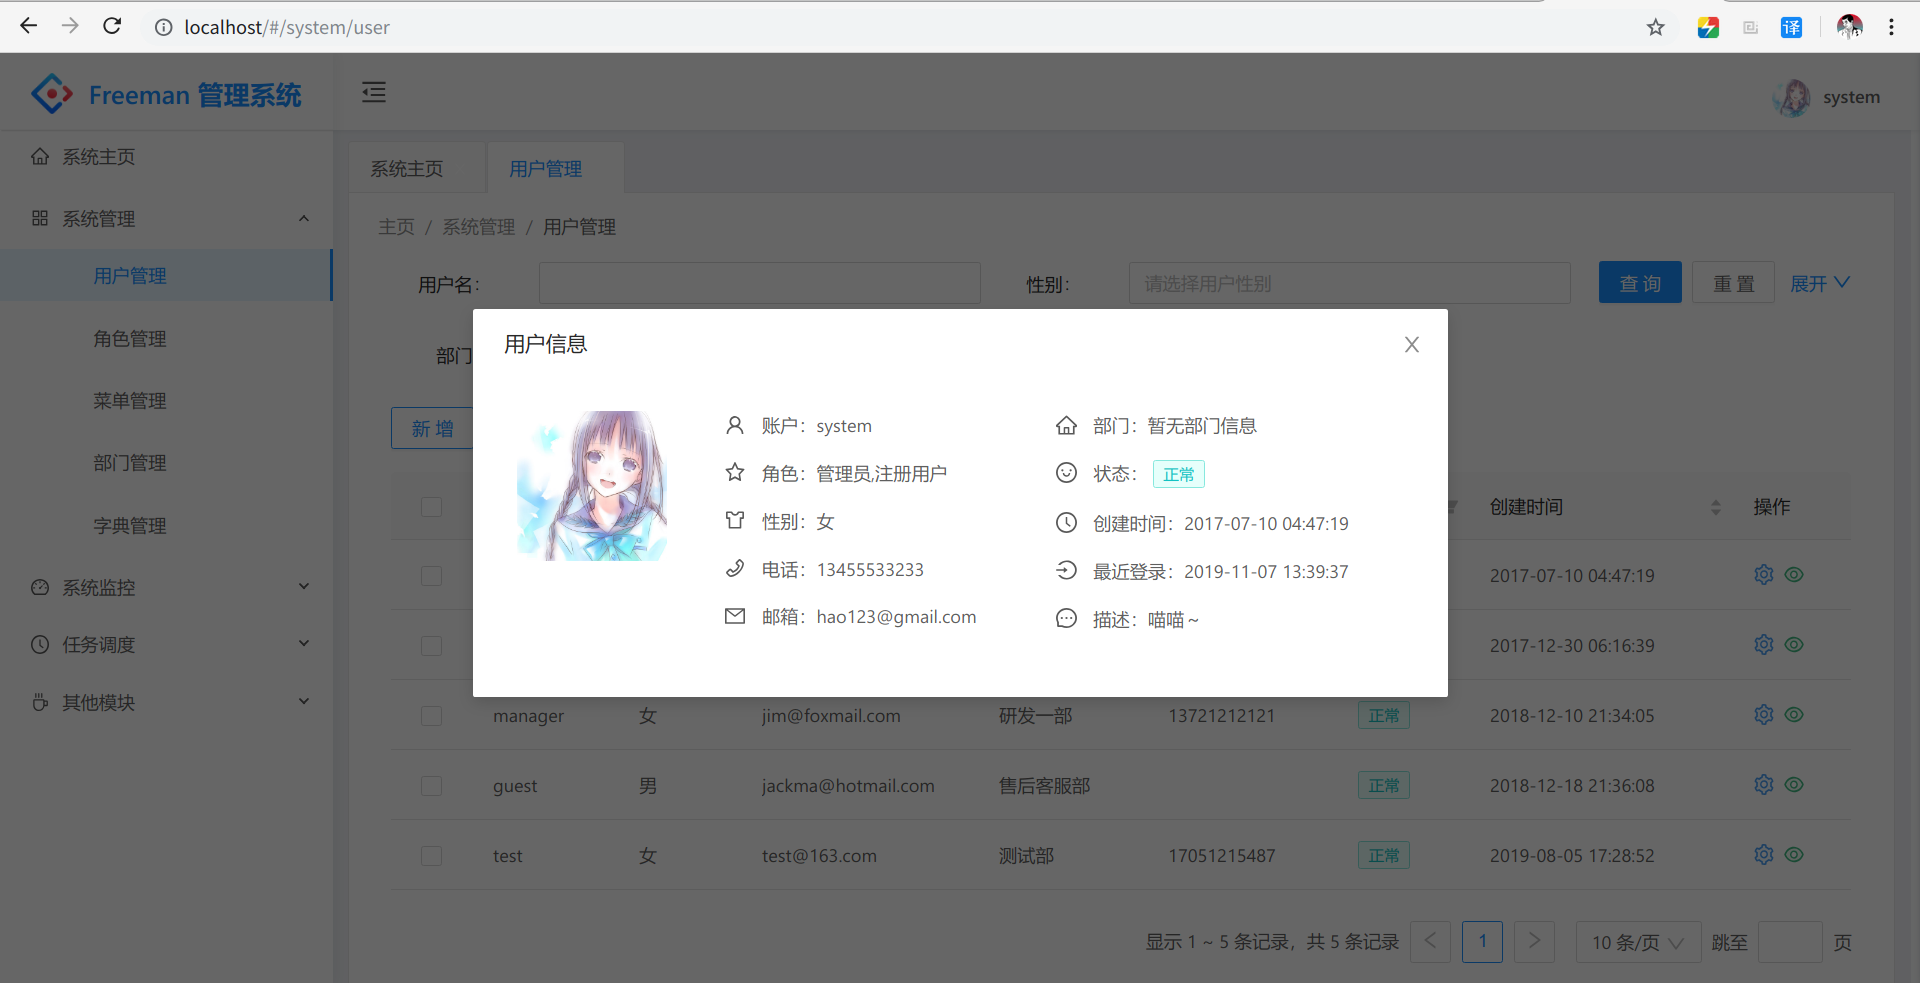 localhost/#/system/user
译
Freeman 管理系统
system
系统主页
系统管理
用户管理
角色管理
菜单管理
部门管理
字典管理
系统监控
任务调度
其他模块
系统主页 用户管理
主页 / 系统管理 / 用户管理
用户名： 性别： 请选择用户性别 查 询 重 置 展开
部门
新 增
用户信息
账户：system
角色：管理员,注册用户
性别：女
电话：13455533233
邮箱：hao123@gmail.com
部门：暂无部门信息
状态： 正常
创建时间：2017-07-10 04:47:19
最近登录：2019-11-07 13:39:37
描述：喵喵~
创建时间 操作
2017-07-10 04:47:19
2017-12-30 06:16:39
manager 女 jim@foxmail.com 研发一部 13721212121 正常 2018-12-10 21:34:05
guest 男 jackma@hotmail.com 售后客服部 正常 2018-12-18 21:36:08
test 女 test@163.com 测试部 17051215487 正常 2019-08-05 17:28:52
显示 1 ~ 5 条记录，共 5 条记录 < 1 > 10 条/页 跳至 页